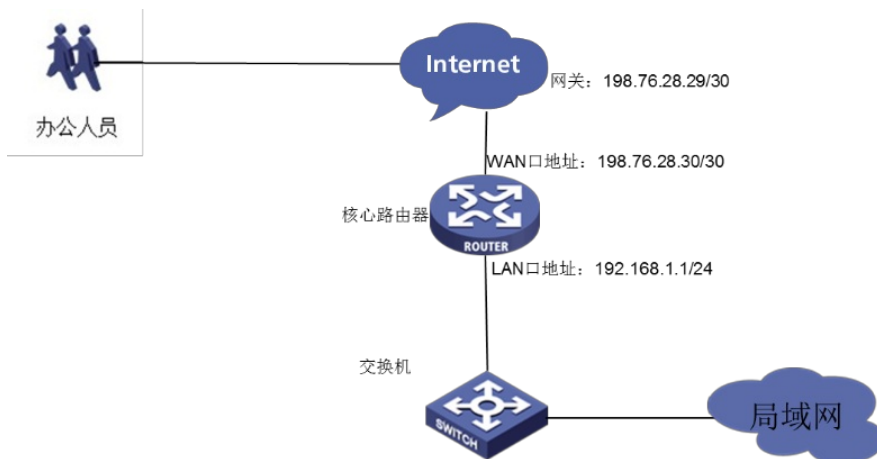 Internet
网关：198.76.28.29/30
办公人员
WAN口地址：198.76.28.30/30
核心路由器
ROUTER
LAN口地址：192.168.1.1/24
交换机
SWITCH
局域网